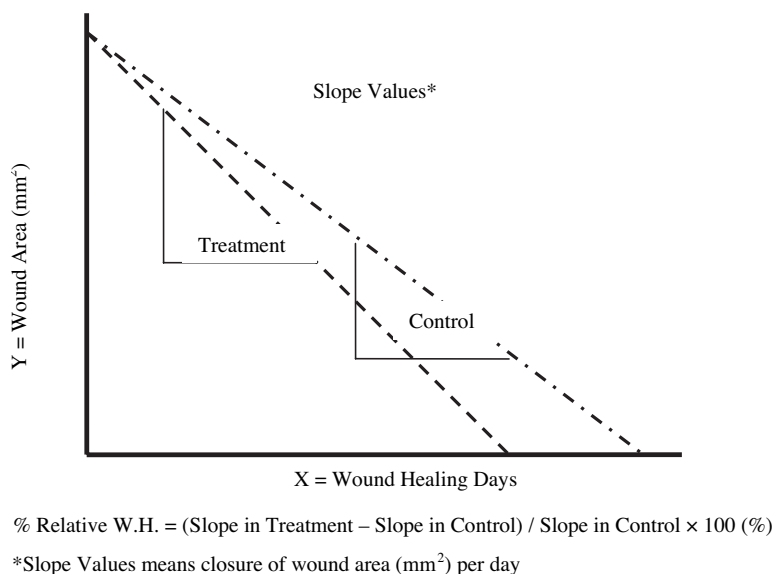 Slope Values*
Y = Wound Area (mm²)
Treatment
Control
X = Wound Healing Days
% Relative W.H. = (Slope in Treatment – Slope in Control) / Slope in Control × 100 (%)
*Slope Values means closure of wound area (mm²) per day